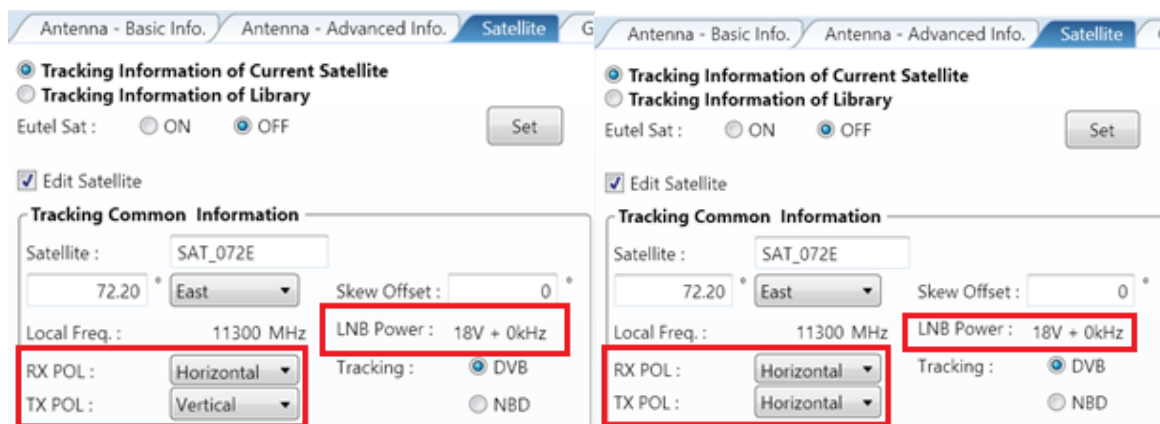 Antenna - Basic Info. Antenna - Advanced Info. Satellite G
Tracking Information of Current Satellite
Tracking Information of Library
Eutel Sat : ON OFF Set
Edit Satellite
Tracking Common Information
Satellite : SAT_072E
72.20 ° East Skew Offset : 0 °
Local Freq. : 11300 MHz LNB Power : 18V + 0kHz
RX POL : Horizontal Tracking : DVB
TX POL : Vertical NBD
Antenna - Basic Info. Antenna - Advanced Info. Satellite
Tracking Information of Current Satellite
Tracking Information of Library
Eutel Sat : ON OFF Set
Edit Satellite
Tracking Common Information
Satellite : SAT_072E
72.20 ° East Skew Offset : 0 °
Local Freq. : 11300 MHz LNB Power : 18V + 0kHz
RX POL : Horizontal Tracking : DVB
TX POL : Horizontal NBD